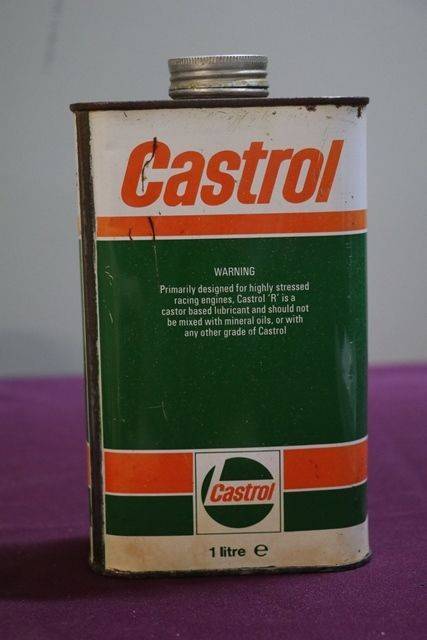 Castrol
WARNING
Primarily designed for highly stressed
racing engines, Castrol 'R' is a
castor based lubricant and should not
be mixed with mineral oils, or with
any other grade of Castrol
Castrol
1 litre ℮